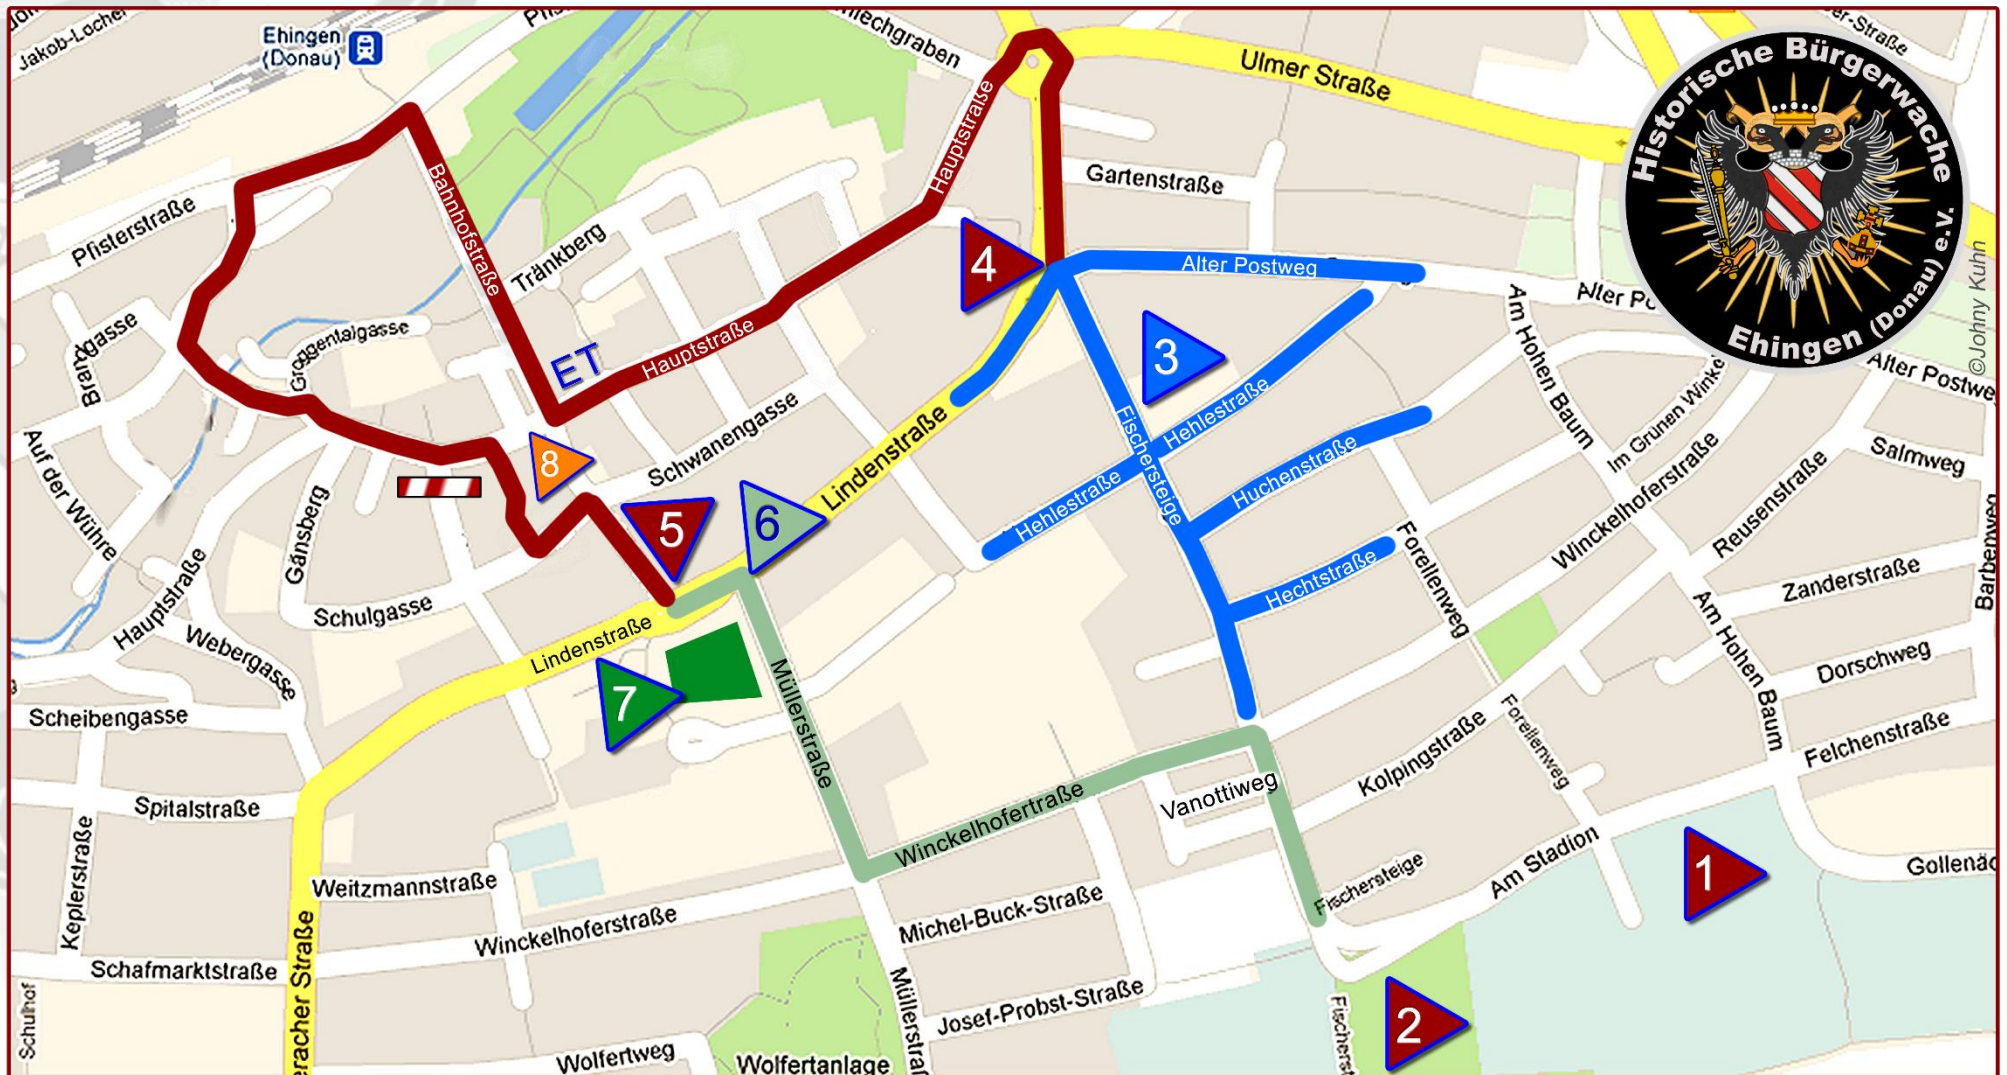 Jakob-Locher
Ehingen
(Donau)
Ulmer Straße
Historische Bürgerwache
Ehingen (Donau) e.V.
©Johny Kuhn
Hauptstraße
Bahnhofstraße
Pfisterstraße
Tränkberg
Gartenstraße
4
Alter Postweg
Am Hohen Baum
Groggentalgasse
ET
Hauptstraße
3
Fischersteige
Hehlestraße
Im Grünen Winkel
Alter Postwe
Auf der Wühre
8
Schwanengasse
Lindenstraße
Huchenstraße
Salmweg
Gänsberg
5
6
Hehlestraße
Forellenweg
Winckelhoferstraße
Reusenstraße
Hauptstraße
Schulgasse
Hechtstraße
Zanderstraße
Barbenweg
Webergasse
Lindenstraße
7
Müllerstraße
Am Hohen Baum
Dorschweg
Scheibengasse
Forellenweg
Felchenstraße
Kolpingstraße
Spitalstraße
Vanottiweg
Winckelhofertraße
Keplerstraße
Weitzmannstraße
Fischersteige
Am Stadion
1
Gollenäc
Winckelhoferstraße
Michel-Buck-Straße
Schafmarktstraße
eracher Straße
Müllerstraß
Josef-Probst-Straße
2
Schulhof
Wolfertweg
Wolfertanlage
Fischerst